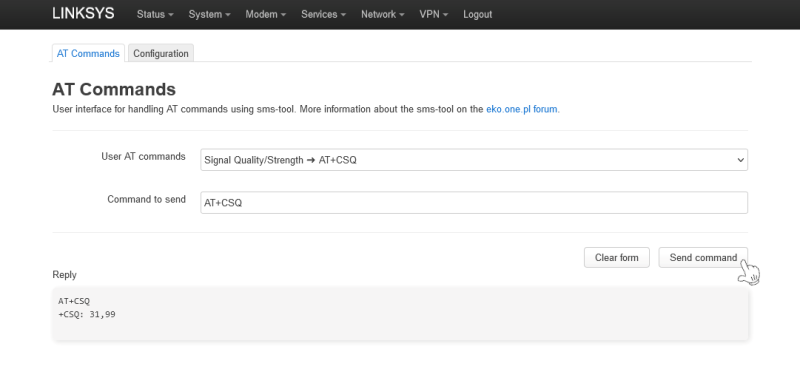 LINKSYS Status System Modem Services Network VPN Logout
AT Commands Configuration
AT Commands
User interface for handling AT commands using sms-tool. More information about the sms-tool on the eko.one.pl forum.
User AT commands Signal Quality/Strength ➜ AT+CSQ
Command to send AT+CSQ
Clear form Send command
Reply
AT+CSQ
+CSQ: 31,99